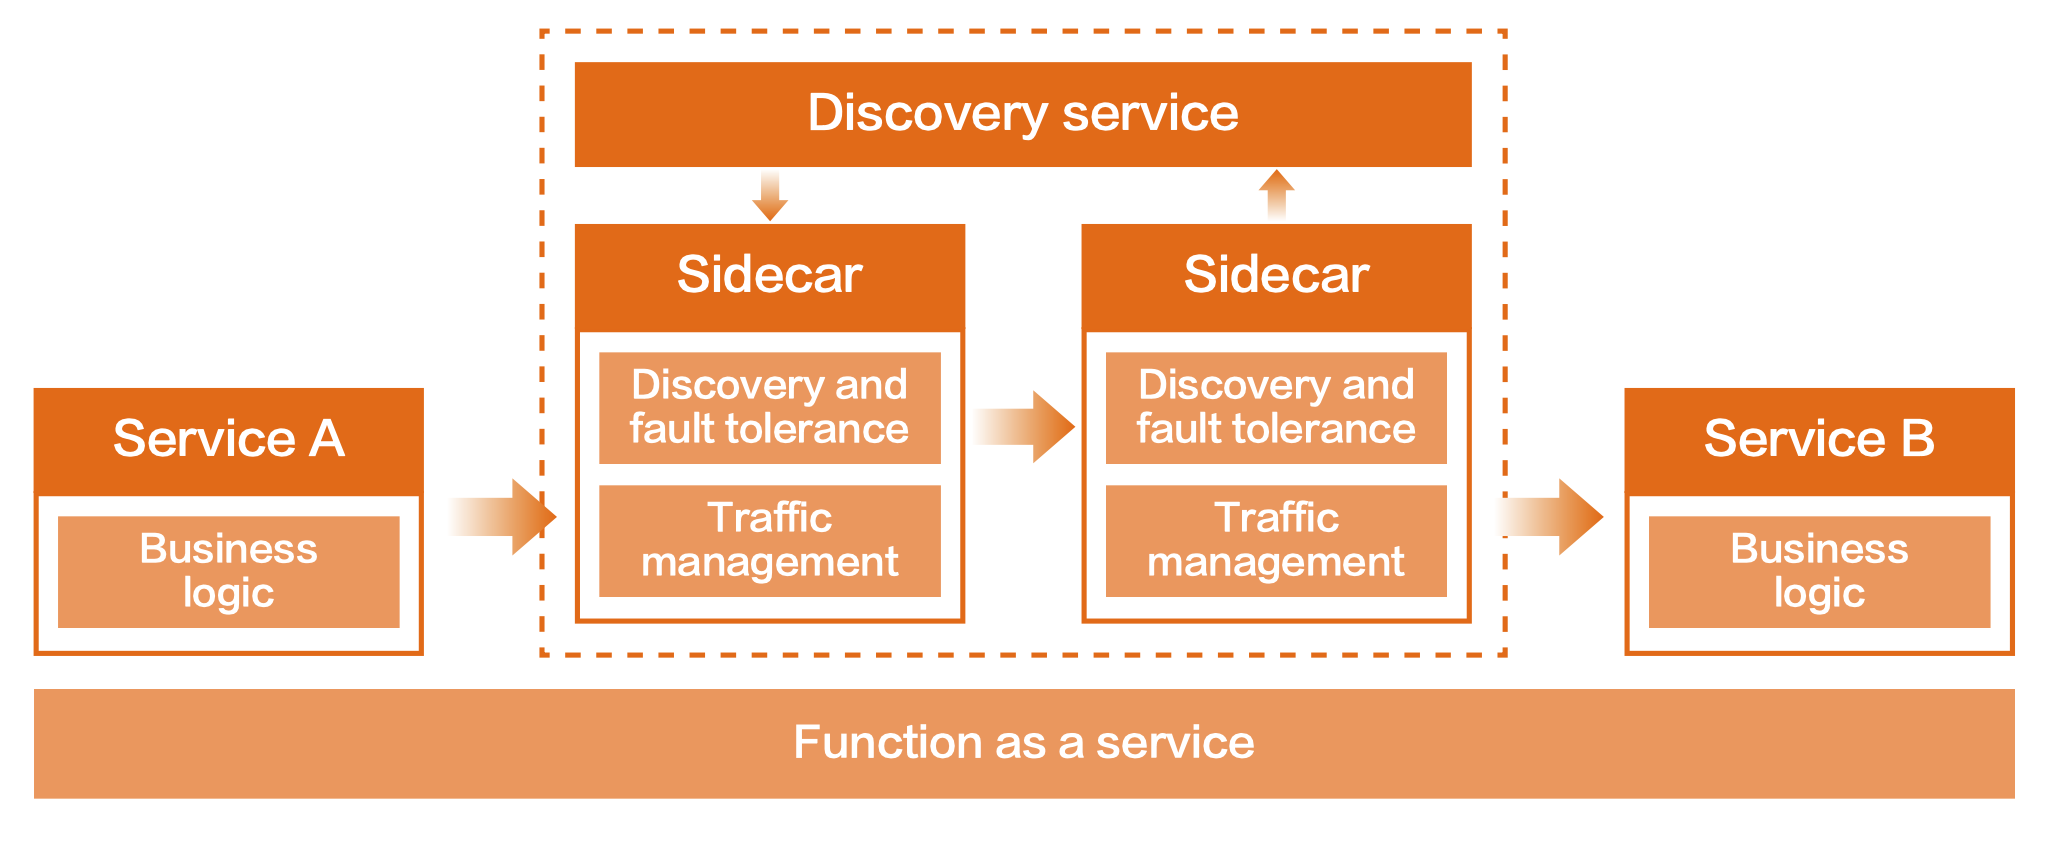 Discovery service
Sidecar
Discovery and
fault tolerance
Traffic
management
Sidecar
Discovery and
fault tolerance
Traffic
management
Service A
Business
logic
Service B
Business
logic
Function as a service